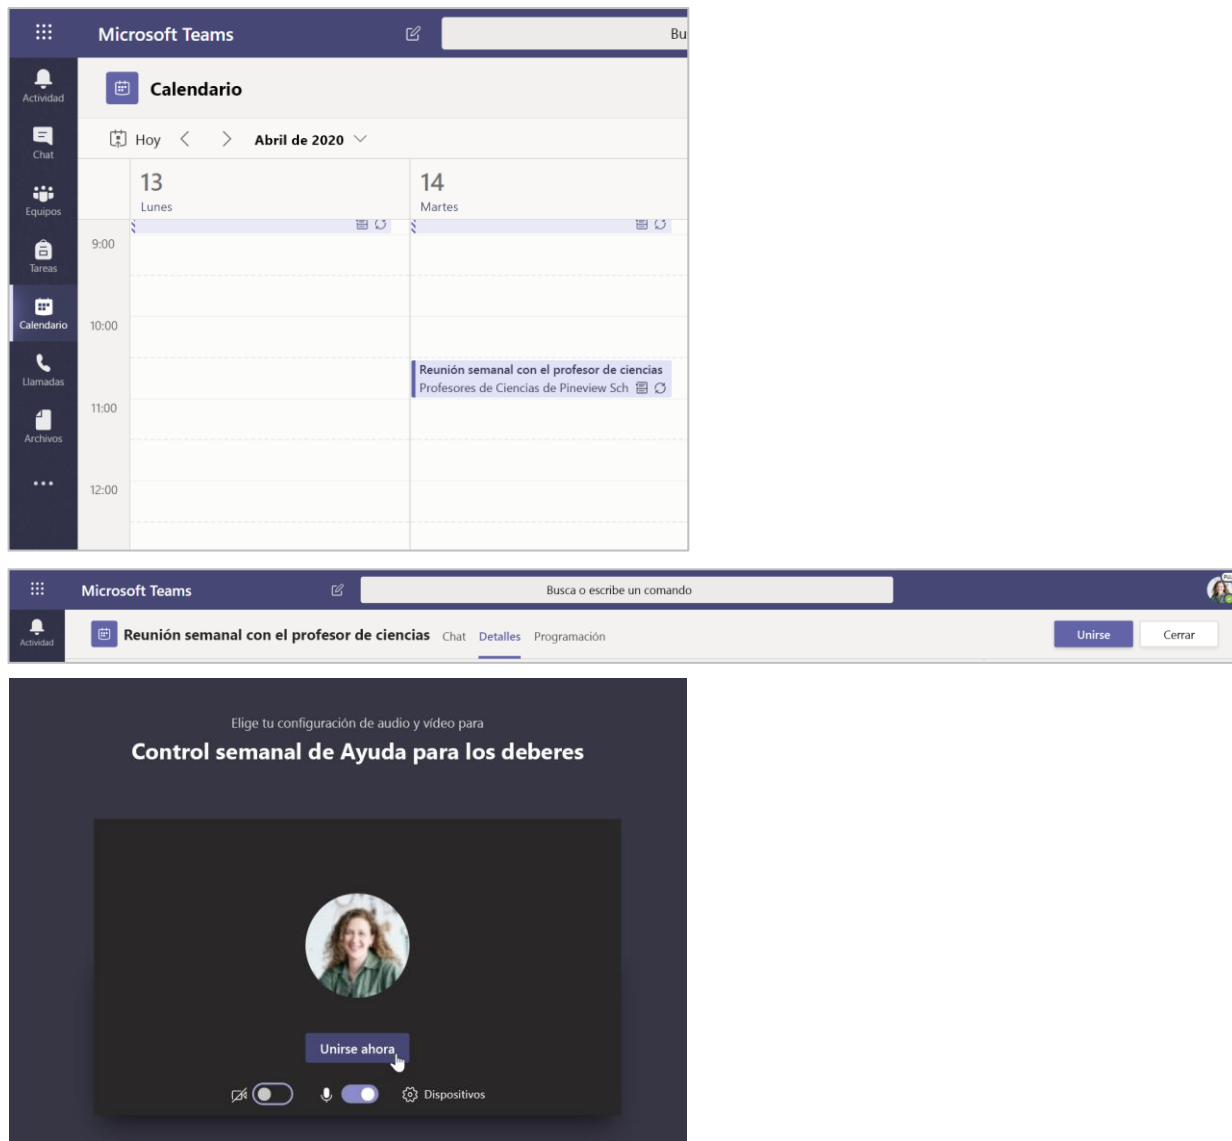 Microsoft Teams
Actividad
Calendario
Chat
Hoy
Abril de 2020
13
14
Lunes
Martes
Equipos
9:00
Tareas
Calendario
10:00
Reunión semanal con el profesor de ciencias
Profesores de Ciencias de Pineview Sch
Llamadas
11:00
Archivos
12:00
Microsoft Teams
Busca o escribe un comando
Actividad
Reunión semanal con el profesor de ciencias Chat Detalles Programación
Unirse
Cerrar
Elige tu configuración de audio y vídeo para
Control semanal de Ayuda para los deberes
Unirse ahora
Dispositivos